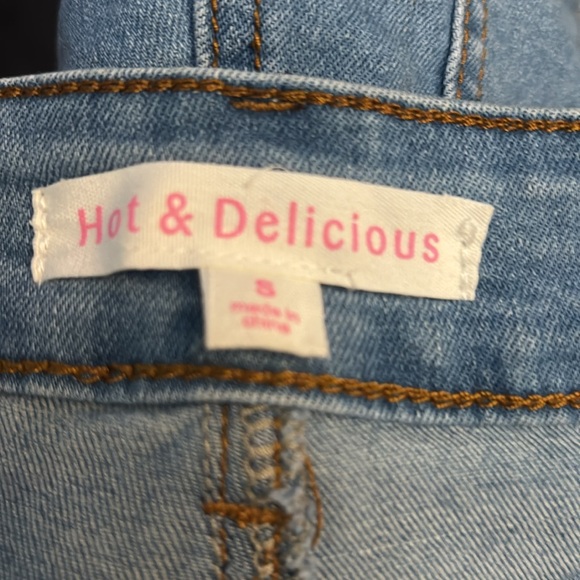 Hot & Delicious
S
made in
china